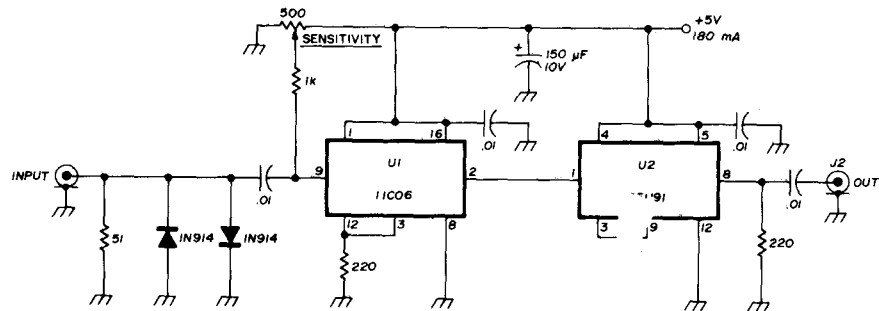 500
SENSITIVITY
+5V
180 mA
+
150 µF
10V
1k
1
16
.01
4
5
.01
INPUT
.01
9
U1
11C06
2
1
U2
8
.01
J2
OUT
51
1N914
1N914
12
3
8
3
9
12
220
220